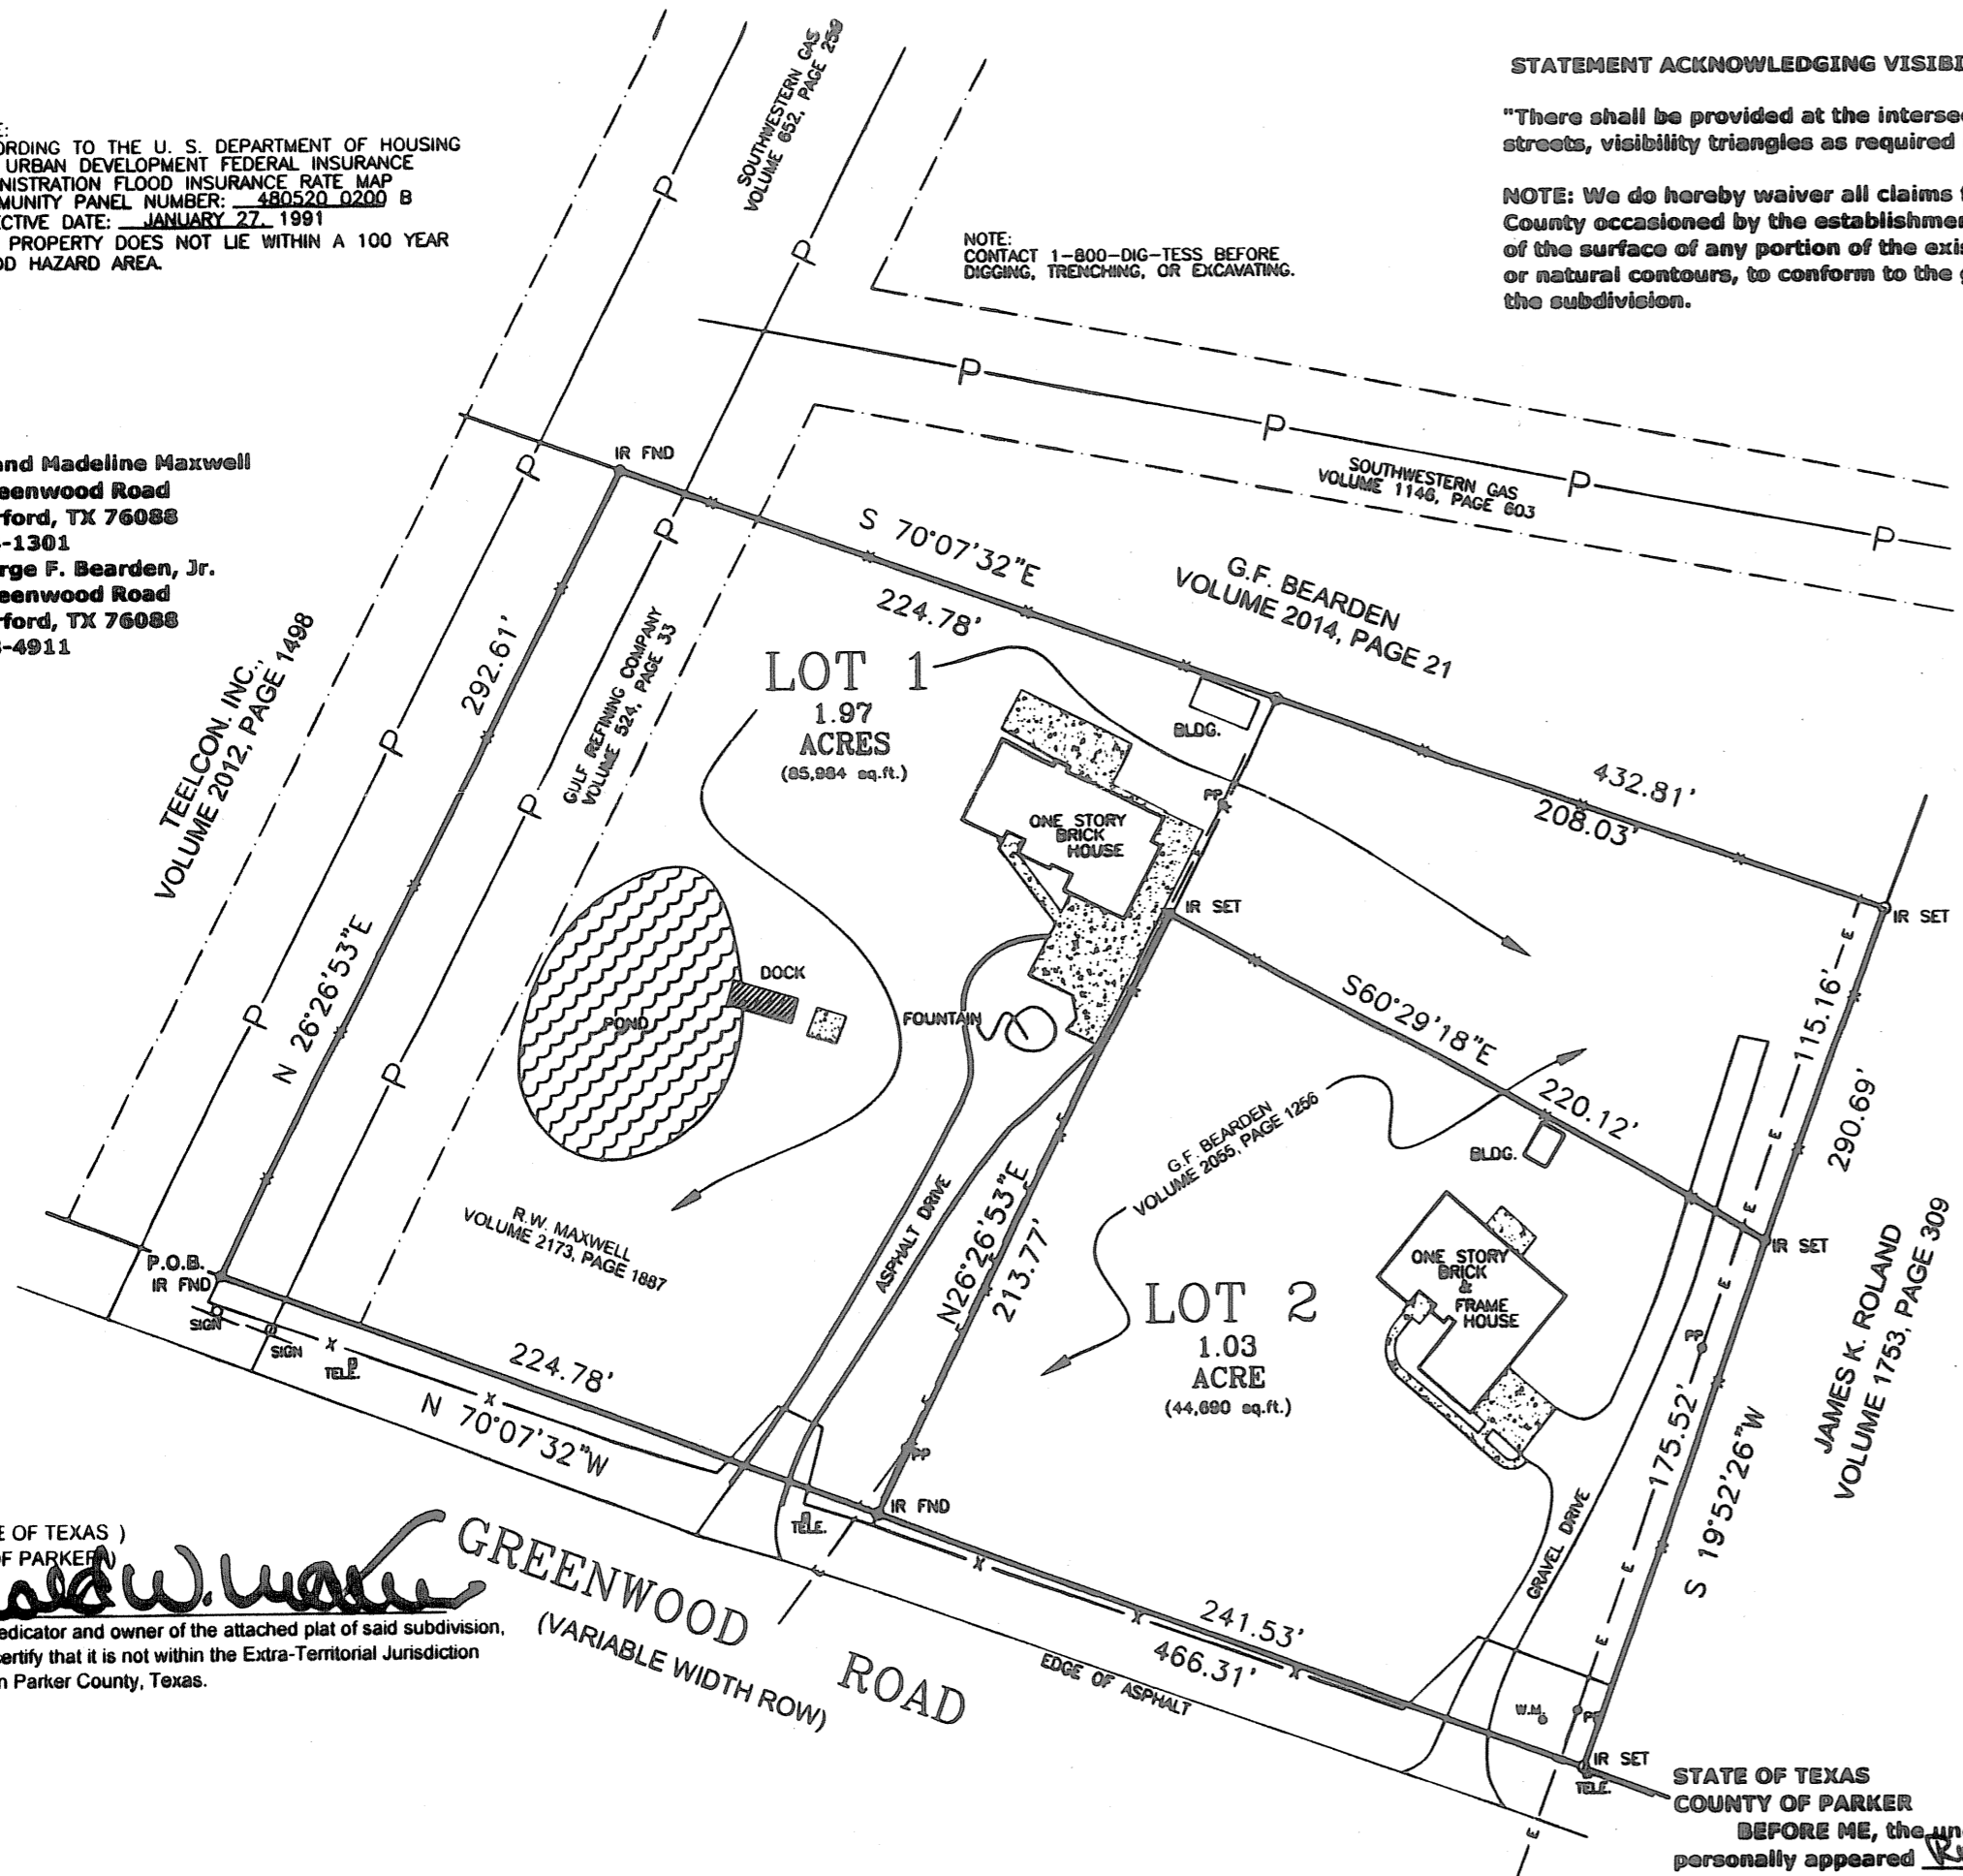 E:
ORDING TO THE U. S. DEPARTMENT OF HOUSING
URBAN DEVELOPMENT FEDERAL INSURANCE
NISTRATION FLOOD INSURANCE RATE MAP
MUNITY PANEL NUMBER: 480520 0200 B
ECTIVE DATE: JANUARY 27, 1991
PROPERTY DOES NOT LIE WITHIN A 100 YEAR
OD HAZARD AREA.
SOUTHWESTERN GAS
VOLUME 652, PAGE
NOTE:
CONTACT 1-800-DIG-TESS BEFORE
DIGGING, TRENCHING, OR EXCAVATING.
STATEMENT ACKNOWLEDGING VISIBI
"There shall be provided at the interse
streets, visibility triangles as required
NOTE: We do hereby waiver all claims
County occasioned by the establishme
of the surface of any portion of the exis
or natural contours, to conform to the
the subdivision.
and Madeline Maxwell
eenwood Road
rford, TX 76088
-1301
rge F. Bearden, Jr.
eenwood Road
rford, TX 76088
-4911
P
P
P
P
P
P
P
P
P
P
P
P
P
IR FND
SOUTHWESTERN GAS
VOLUME 1146, PAGE 603
S 70°07'32"E
224.78'
G.F. BEARDEN
VOLUME 2014, PAGE 21
TEELCON. INC.,
VOLUME 2012, PAGE 1498
292.61'
N 26°26'53"E
GULF REFINING COMPANY
VOLUME 524, PAGE 33
LOT 1
1.97
ACRES
(85,984 sq.ft.)
BLDG.
PP
ONE STORY
BRICK
HOUSE
432.81'
208.03'
IR SET
IR SET
DOCK
POND
FOUNTAIN
S60°29'18"E
220.12'
115.16'
290.69'
G.F. BEARDEN
VOLUME 2055, PAGE 1256
BLDG.
R.W. MAXWELL
VOLUME 2173, PAGE 1887
ASPHALT DRIVE
N26°26'53"E
213.77'
LOT 2
1.03
ACRE
(44,690 sq.ft.)
ONE STORY
BRICK
&
FRAME
HOUSE
IR SET
PP
JAMES K. ROLAND
VOLUME 1753, PAGE 309
175.52'
S 19°52'26"W
P.O.B.
IR FND
SIGN
SIGN
TELE.
224.78'
N 70°07'32"W
PP
IR FND
TELE.
GRAVEL DRIVE
GREENWOOD ROAD
(VARIABLE WIDTH ROW)
241.53'
466.31'
EDGE OF ASPHALT
W.M.
PP
IR SET
TELE.
E OF TEXAS )
OF PARKER )
edicator and owner of the attached plat of said subdivision,
certify that it is not within the Extra-Territorial Jurisdiction
n Parker County, Texas.
STATE OF TEXAS
COUNTY OF PARKER
BEFORE ME, the un
personally appeared